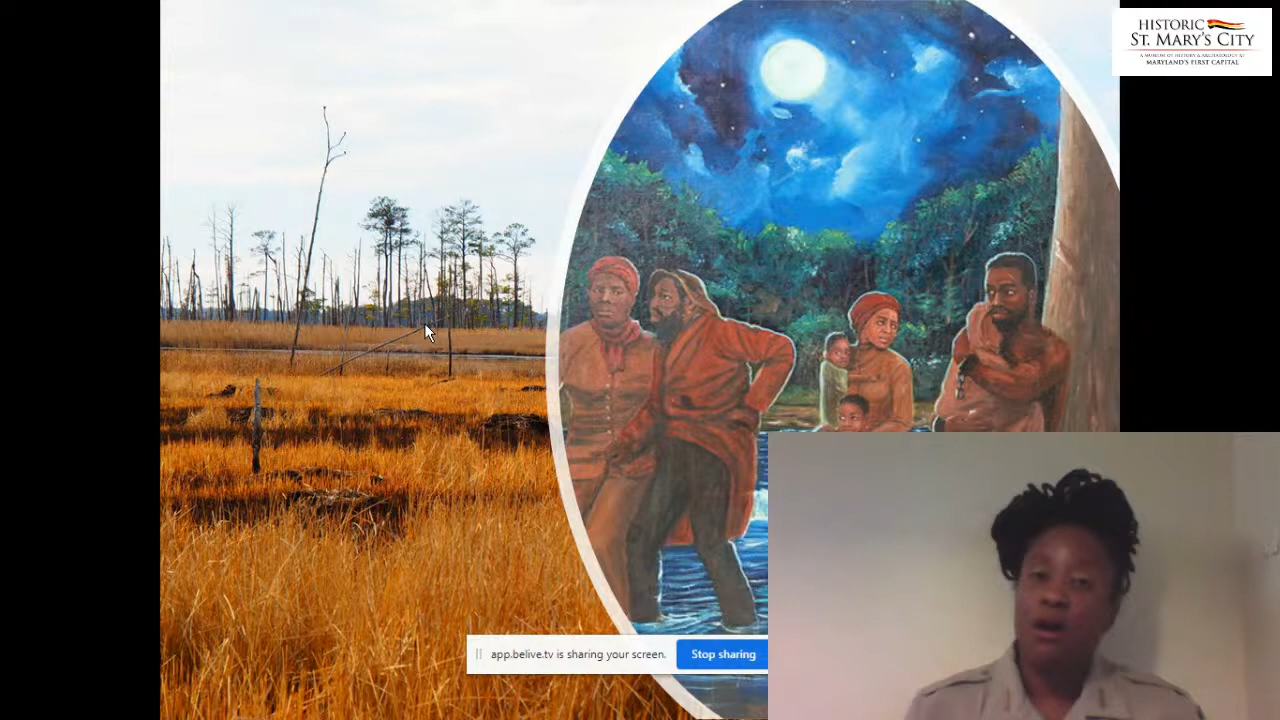 HISTORIC
ST. MARY'S CITY
A MUSEUM OF HISTORY & ARCHAEOLOGY AT
MARYLAND'S FIRST CAPITAL
app.belive.tv is sharing your screen.
Stop sharing